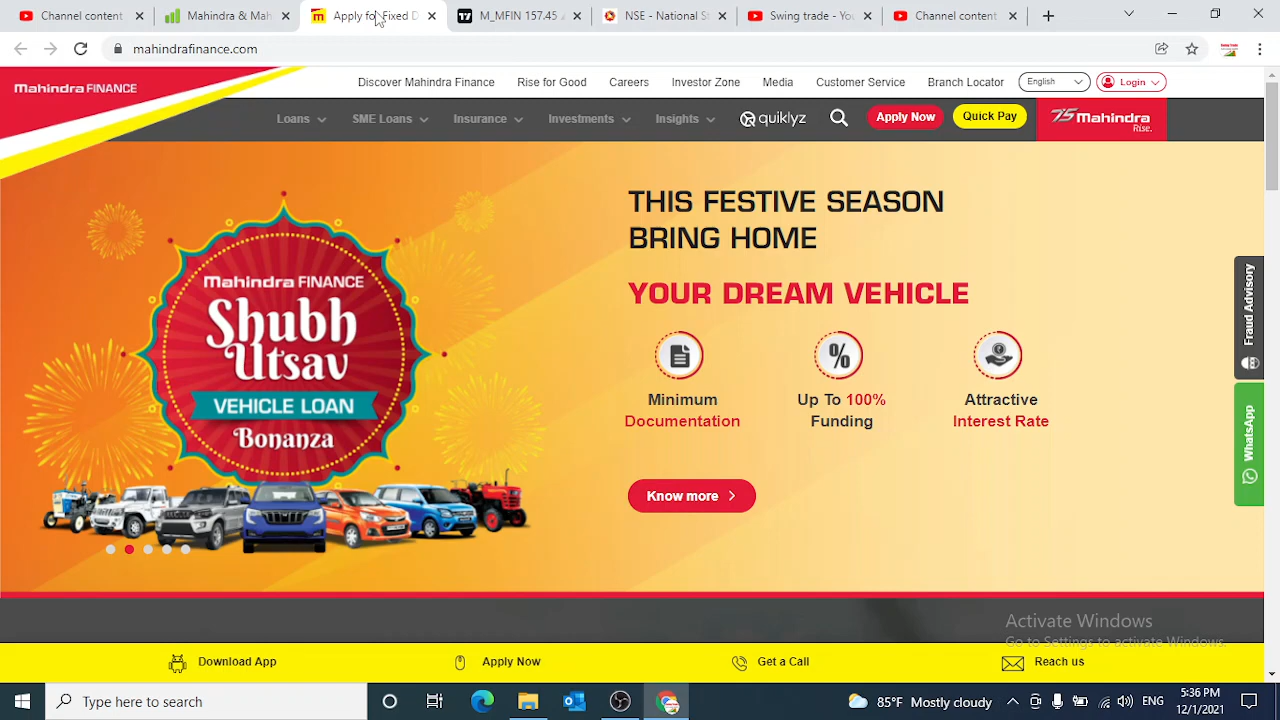 Channel content
Mahindra & Mah
Apply for Fixed D
M_MFIN 157.45
NSE - National St
Swing trade - Yo
Channel content
mahindrafinance.com
Mahindra FINANCE
Discover Mahindra Finance Rise for Good Careers Investor Zone Media Customer Service Branch Locator English Login
Loans SME Loans Insurance Investments Insights quiklyz Apply Now Quick Pay 75 Mahindra
Rise.
THIS FESTIVE SEASON
BRING HOME
YOUR DREAM VEHICLE
Mahindra FINANCE
Shubh
Utsav
VEHICLE LOAN
Bonanza
Minimum
Documentation
Up To 100%
Funding
Attractive
Interest Rate
Know more
Fraud Advisory
WhatsApp
Activate Windows
Go to Settings to activate Windows.
Download App Apply Now Get a Call Reach us
Type here to search
85°F Mostly cloudy
5:36 PM
12/1/2021